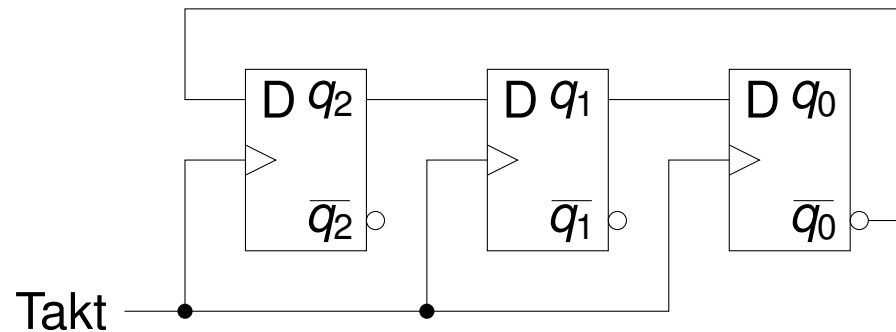 D q₂ D q₁ D q₀
q̅₂ q̅₁ q̅₀
Takt